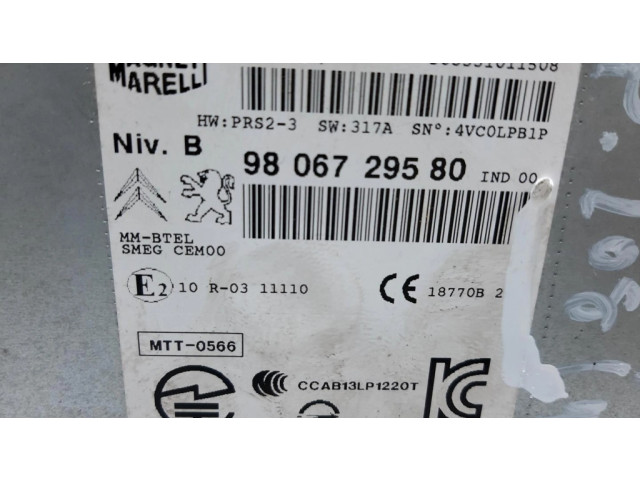 MAGNETI
MARELLI
HW:PRS2-3 SW:317A SN°:4VC0LPB1P
Niv. B
98 067 295 80 IND 00
MM-BTEL
SMEG CEM00
E2 10 R-03 11110
CE 18770B 2
MTT-0566
CCAB13LP1220T